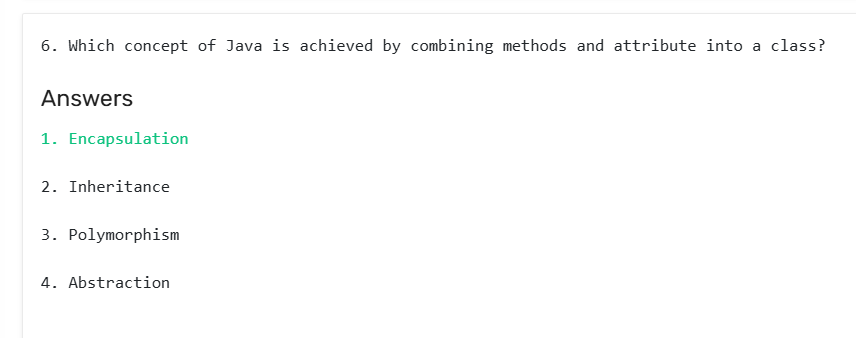 6. Which concept of Java is achieved by combining methods and attribute into a class?
Answers
1. Encapsulation
2. Inheritance
3. Polymorphism
4. Abstraction